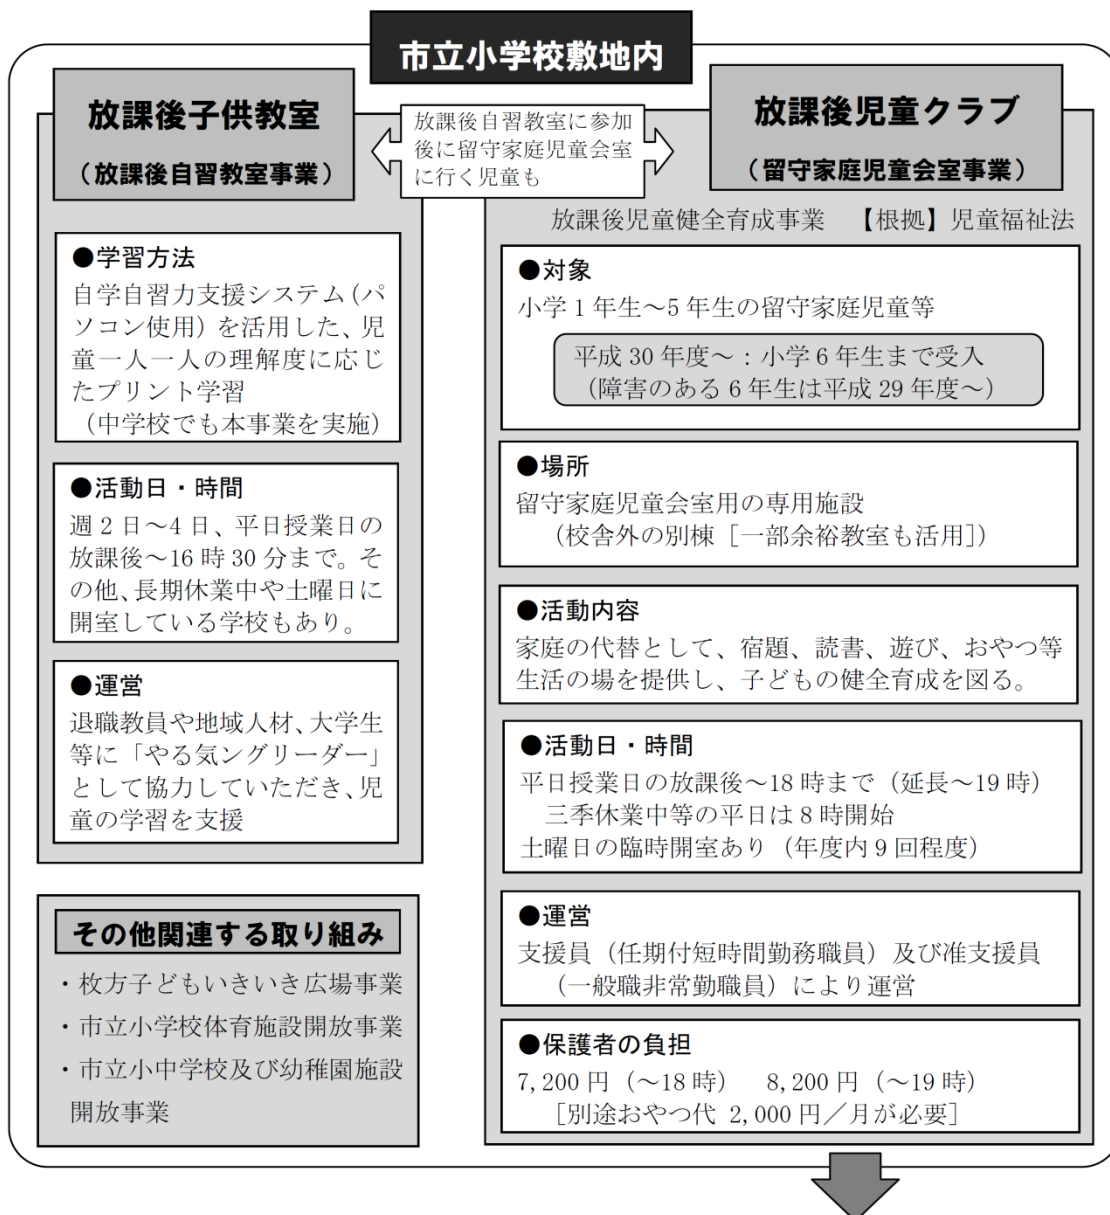 市立小学校敷地内
放課後子供教室
（放課後自習教室事業）
放課後自習教室に参加
後に留守家庭児童会室
に行く児童も
放課後児童クラブ
（留守家庭児童会室事業）
●学習方法
自学自習力支援システム（パ
ソコン使用）を活用した、児
童一人一人の理解度に応じ
たプリント学習
（中学校でも本事業を実施）
●活動日・時間
週２日～４日、平日授業日の
放課後～16時30分まで。そ
の他、長期休業中や土曜日に
開室している学校もあり。
●運営
退職教員や地域人材、大学生
等に「やる気ングリーダー」
として協力していただき、児
童の学習を支援
その他関連する取り組み
・枚方子どもいきいき広場事業
・市立小学校体育施設開放事業
・市立小中学校及び幼稚園施設
開放事業
放課後児童健全育成事業　【根拠】児童福祉法
●対象
小学１年生～5年生の留守家庭児童等
平成30年度～：小学6年生まで受入
（障害のある6年生は平成29年度～）
●場所
留守家庭児童会室用の専用施設
（校舎外の別棟［一部余裕教室も活用］）
●活動内容
家庭の代替として、宿題、読書、遊び、おやつ等
生活の場を提供し、子どもの健全育成を図る。
●活動日・時間
平日授業日の放課後～18時まで（延長～19時）
三季休業中等の平日は8時開始
土曜日の臨時開室あり（年度内9回程度）
●運営
支援員（任期付短時間勤務職員）及び准支援員
（一般職非常勤職員）により運営
●保護者の負担
7,200円（～18時）　8,200円（～19時）
［別途おやつ代 2,000円／月が必要］